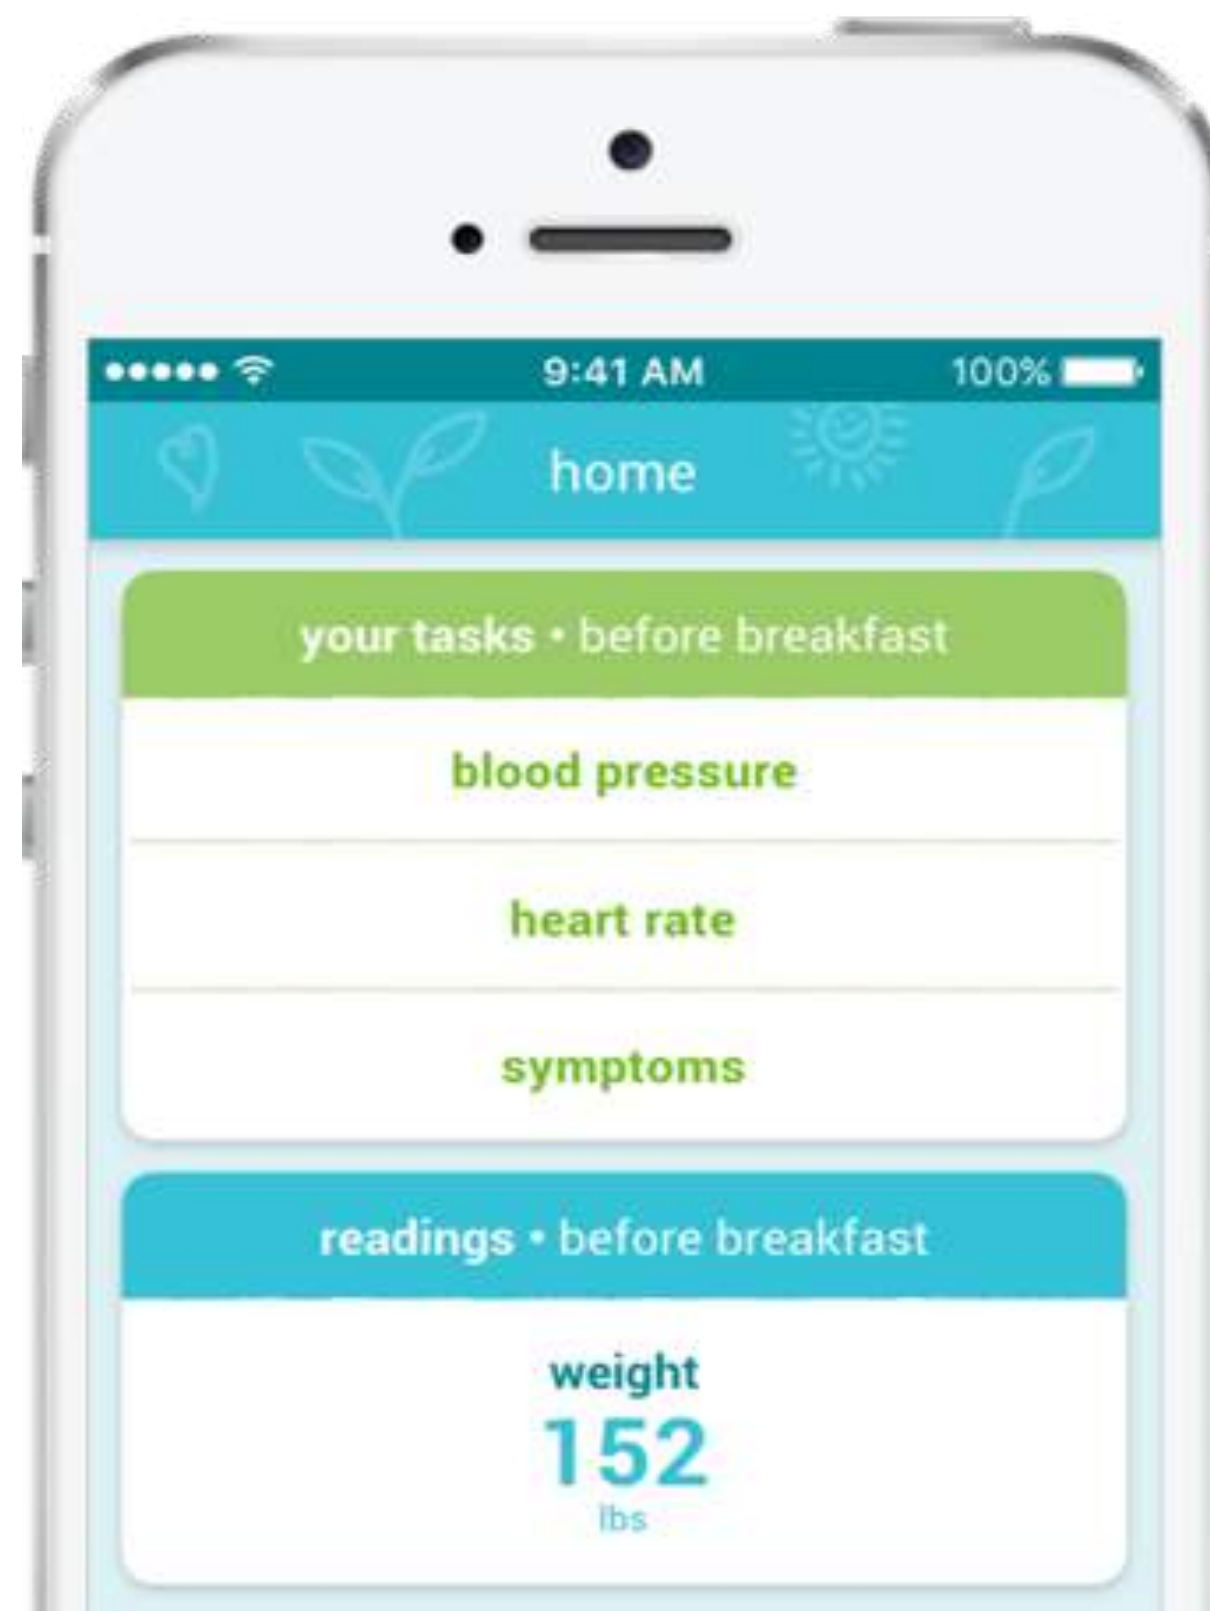 9:41 AM 100%
home
your tasks • before breakfast
blood pressure
heart rate
symptoms
readings • before breakfast
weight
152
lbs